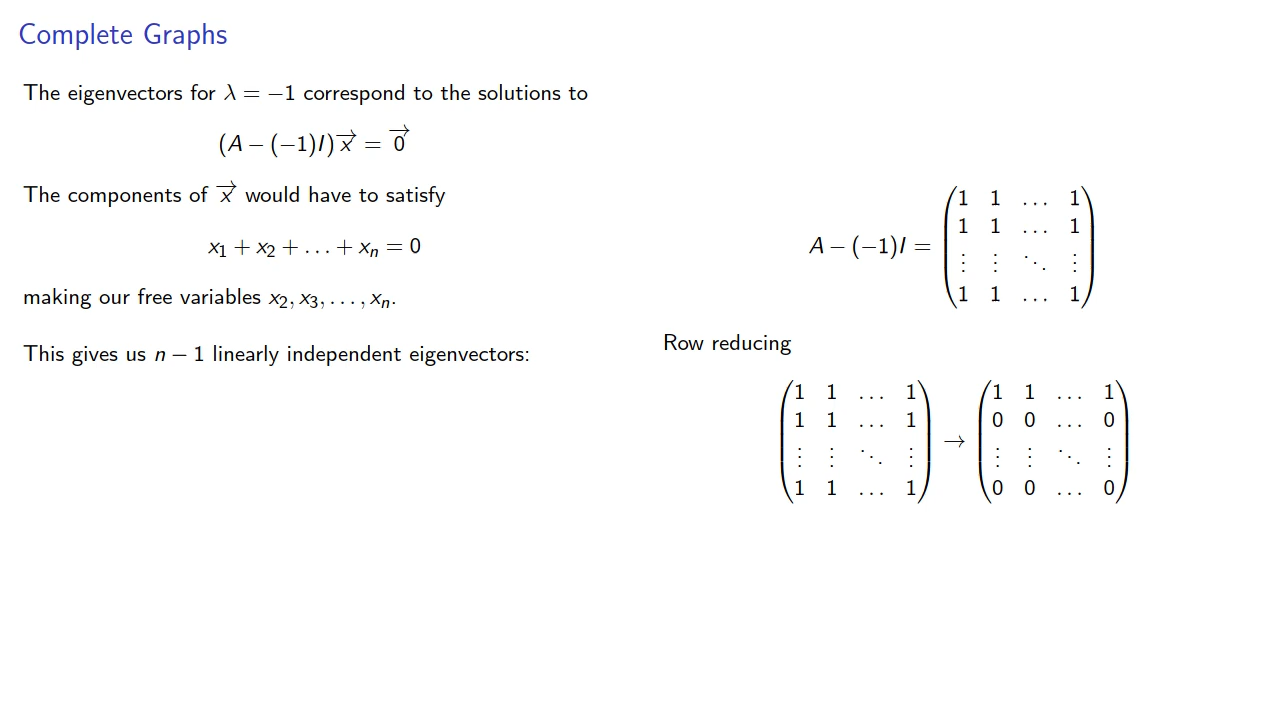 Complete Graphs
The eigenvectors for λ = −1 correspond to the solutions to
(A − (−1)I)x⃗ = 0⃗
The components of x⃗ would have to satisfy
x₁ + x₂ + … + xₙ = 0
making our free variables x₂, x₃, …, xₙ.
This gives us n − 1 linearly independent eigenvectors:
A − (−1)I =
1 1 … 1
1 1 … 1
⋮ ⋮ ⋱ ⋮
1 1 … 1
Row reducing
1 1 … 1 → 1 1 … 1
1 1 … 1 0 0 … 0
⋮ ⋮ ⋱ ⋮ ⋮ ⋮ ⋱ ⋮
1 1 … 1 0 0 … 0